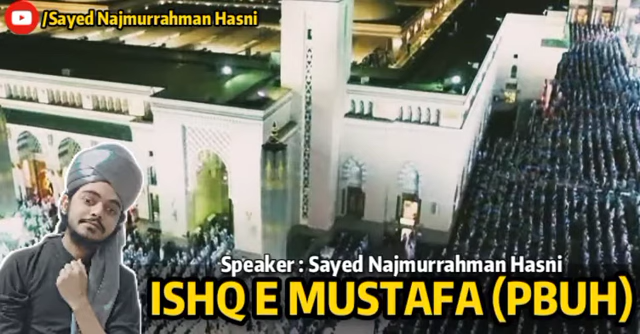 /Sayed Najmurrahman Hasni
Speaker : Sayed Najmurrahman Hasni
ISHQ E MUSTAFA (PBUH)